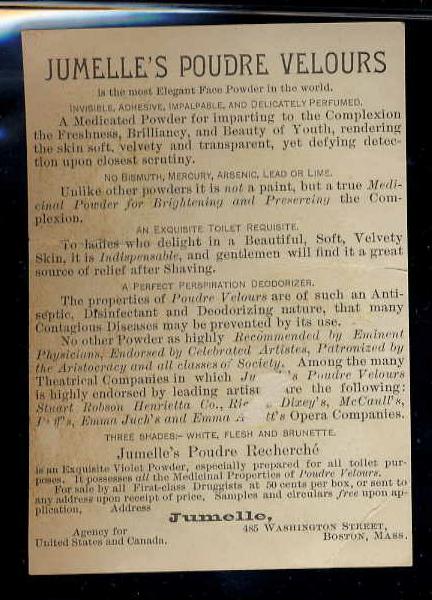 JUMELLE'S POUDRE VELOURS
is the most Elegant Face Powder in the world.
INVISIBLE, ADHESIVE, IMPALPABLE, AND DELICATELY PERFUMED.
A Medicated Powder for imparting to the Complexion
the Freshness, Brilliancy, and Beauty of Youth, rendering
the skin soft, velvety and transparent, yet defying detec-
tion upon closest scrutiny.
NO BISMUTH, MERCURY, ARSENIC, LEAD OR LIME.
Unlike other powders it is not a paint, but a true Medi-
cinal Powder for Brightening and Preserving the Com-
plexion.
AN EXQUISITE TOILET REQUISITE.
To ladies who delight in a Beautiful, Soft, Velvety
Skin, it is Indispensable, and gentlemen will find it a great
source of relief after Shaving.
A PERFECT PERSPIRATION DEODORIZER.
The properties of Poudre Velours are of such an Anti-
septic, Disinfectant and Deodorizing nature, that many
Contagious Diseases may be prevented by its use.
No other Powder as highly Recommended by Eminent
Physicians, Endorsed by Celebrated Artistes, Patronized by
the Aristocracy and all classes of Society. Among the many
Theatrical Companies in which Poudre Velours
is highly endorsed by leading are the following:
Stuart Robson Henrietta Co., Dixey's, McCaull's,
Emma Juch's and Emma Opera Companies.
THREE SHADES:- WHITE, FLESH AND BRUNETTE.
Jumelle's Poudre Recherché
is an Exquisite Violet Powder, especially prepared for all toilet pur-
poses. It possesses all the Medicinal Properties of Poudre Velours.
For sale by all First-class Druggists at 50 cents per box, or sent to
any address upon receipt of price. Samples and circulars free upon ap-
plication, Address
Jumelle,
Agency for
United States and Canada.
485 WASHINGTON STREET,
BOSTON, MASS.